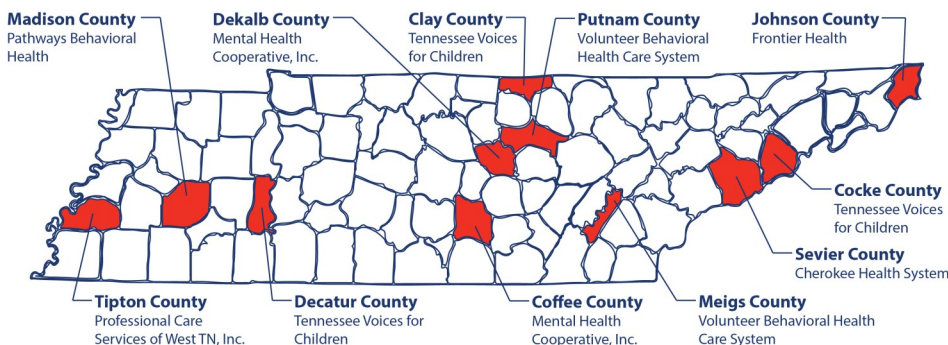 Madison County
Pathways Behavioral
Health
Dekalb County
Mental Health
Cooperative, Inc.
Clay County
Tennessee Voices
for Children
Putnam County
Volunteer Behavioral
Health Care System
Johnson County
Frontier Health
Cocke County
Tennessee Voices
for Children
Sevier County
Cherokee Health System
Tipton County
Professional Care
Services of West TN, Inc.
Decatur County
Tennessee Voices for
Children
Coffee County
Mental Health
Cooperative, Inc.
Meigs County
Volunteer Behavioral Health
Care System